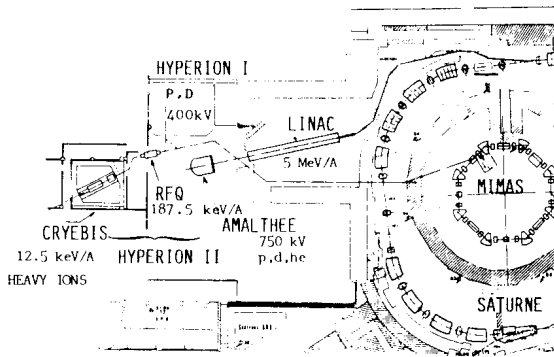 HYPERION I
P,D
400kV
LINAC
5 MeV/A
RFQ
187.5 keV/A
MIMAS
CRYEBIS
12.5 keV/A
HEAVY IONS
HYPERION II
AMALTHEE
750 kV
p,d,he
SATURNE